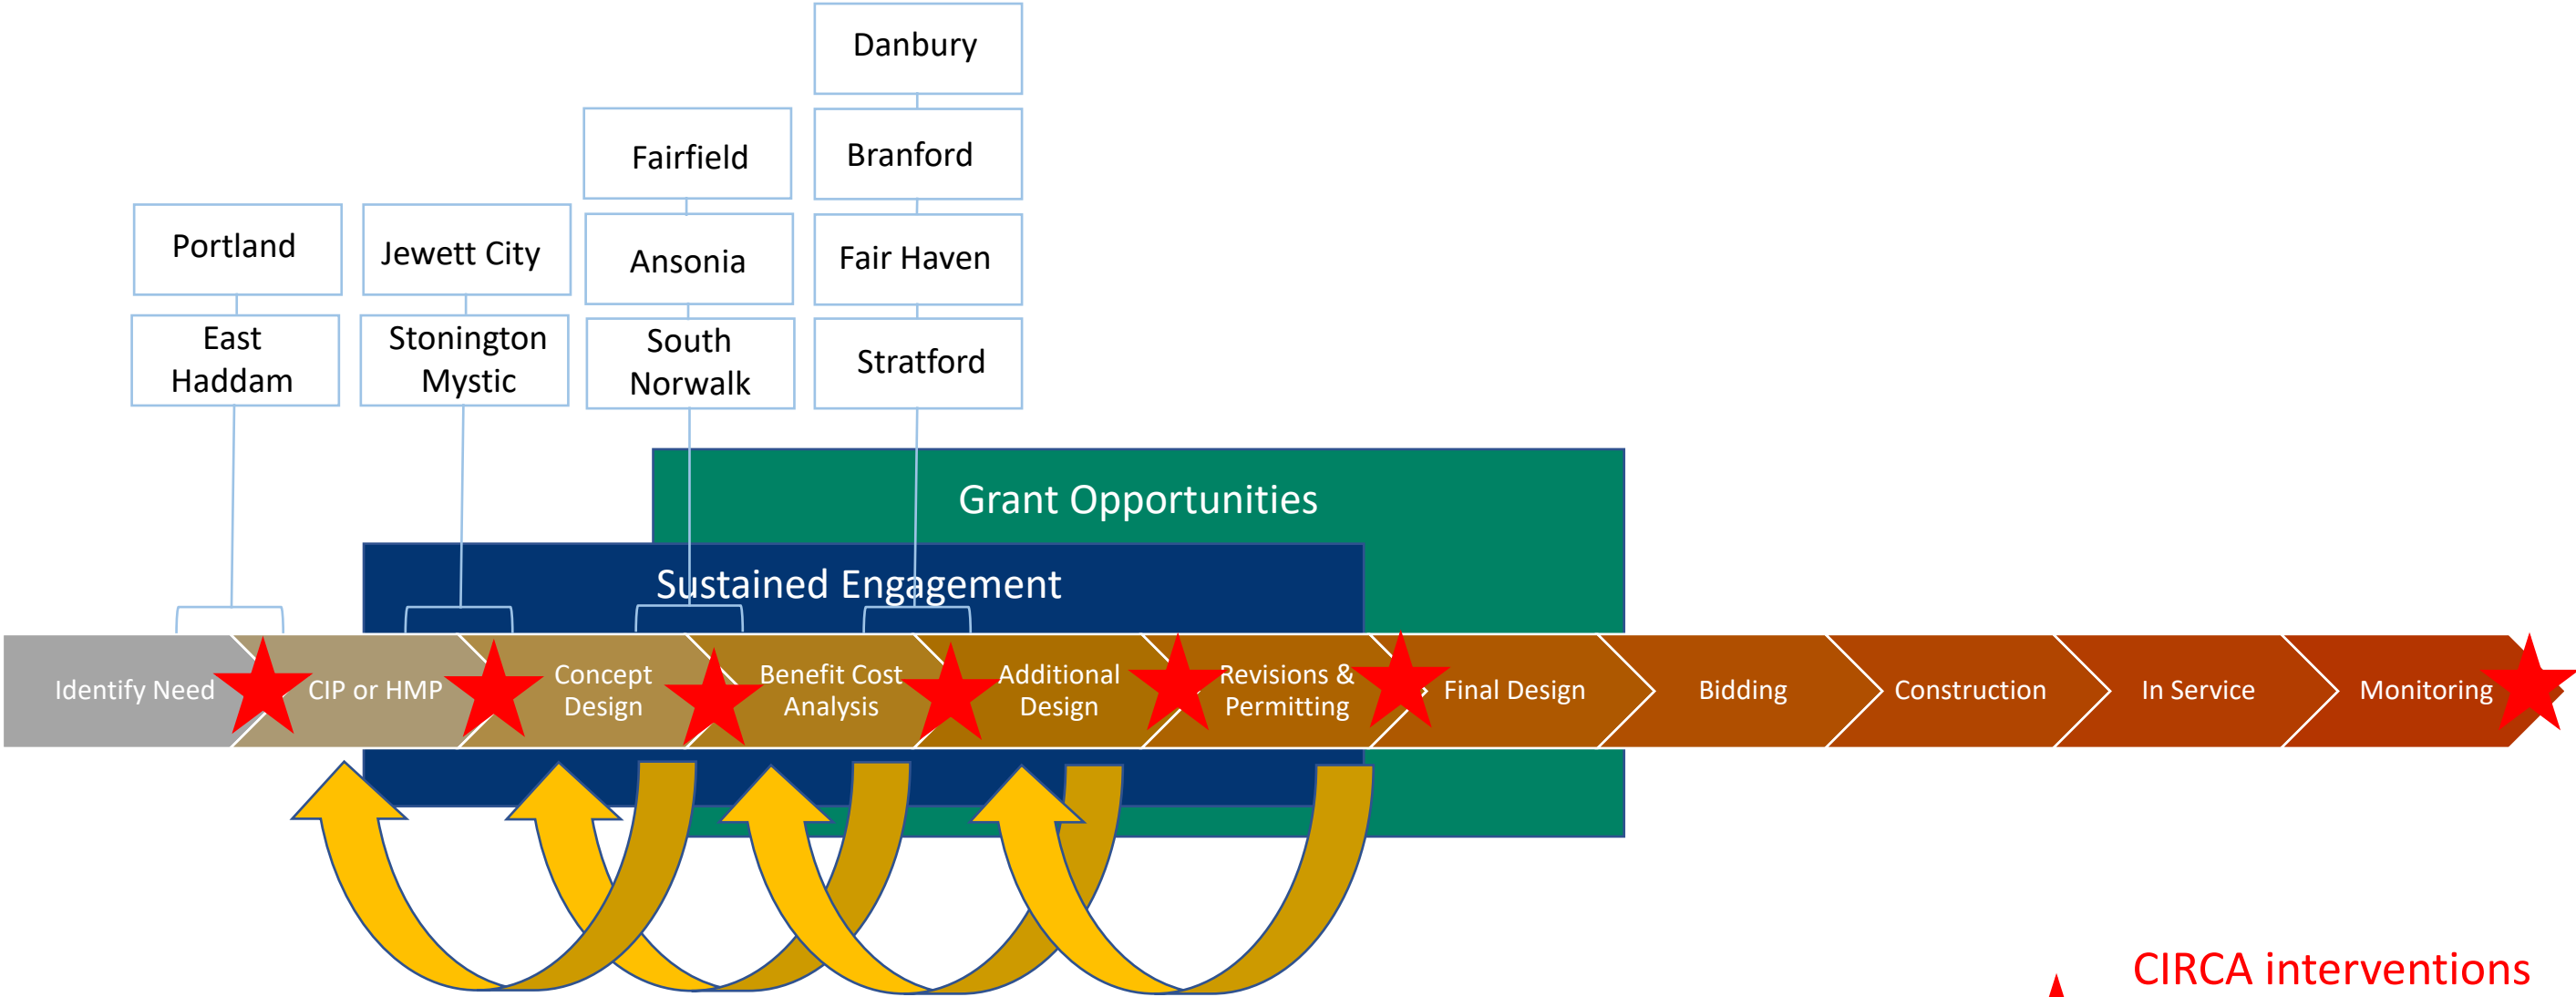 Danbury
Fairfield
Branford
Portland
Jewett City
Ansonia
Fair Haven
East
Haddam
Stonington
Mystic
South
Norwalk
Stratford
Grant Opportunities
Sustained Engagement
Identify Need
CIP or HMP
Concept
Design
Benefit Cost
Analysis
Additional
Design
Revisions &
Permitting
Final Design
Bidding
Construction
In Service
Monitoring
CIRCA interventions